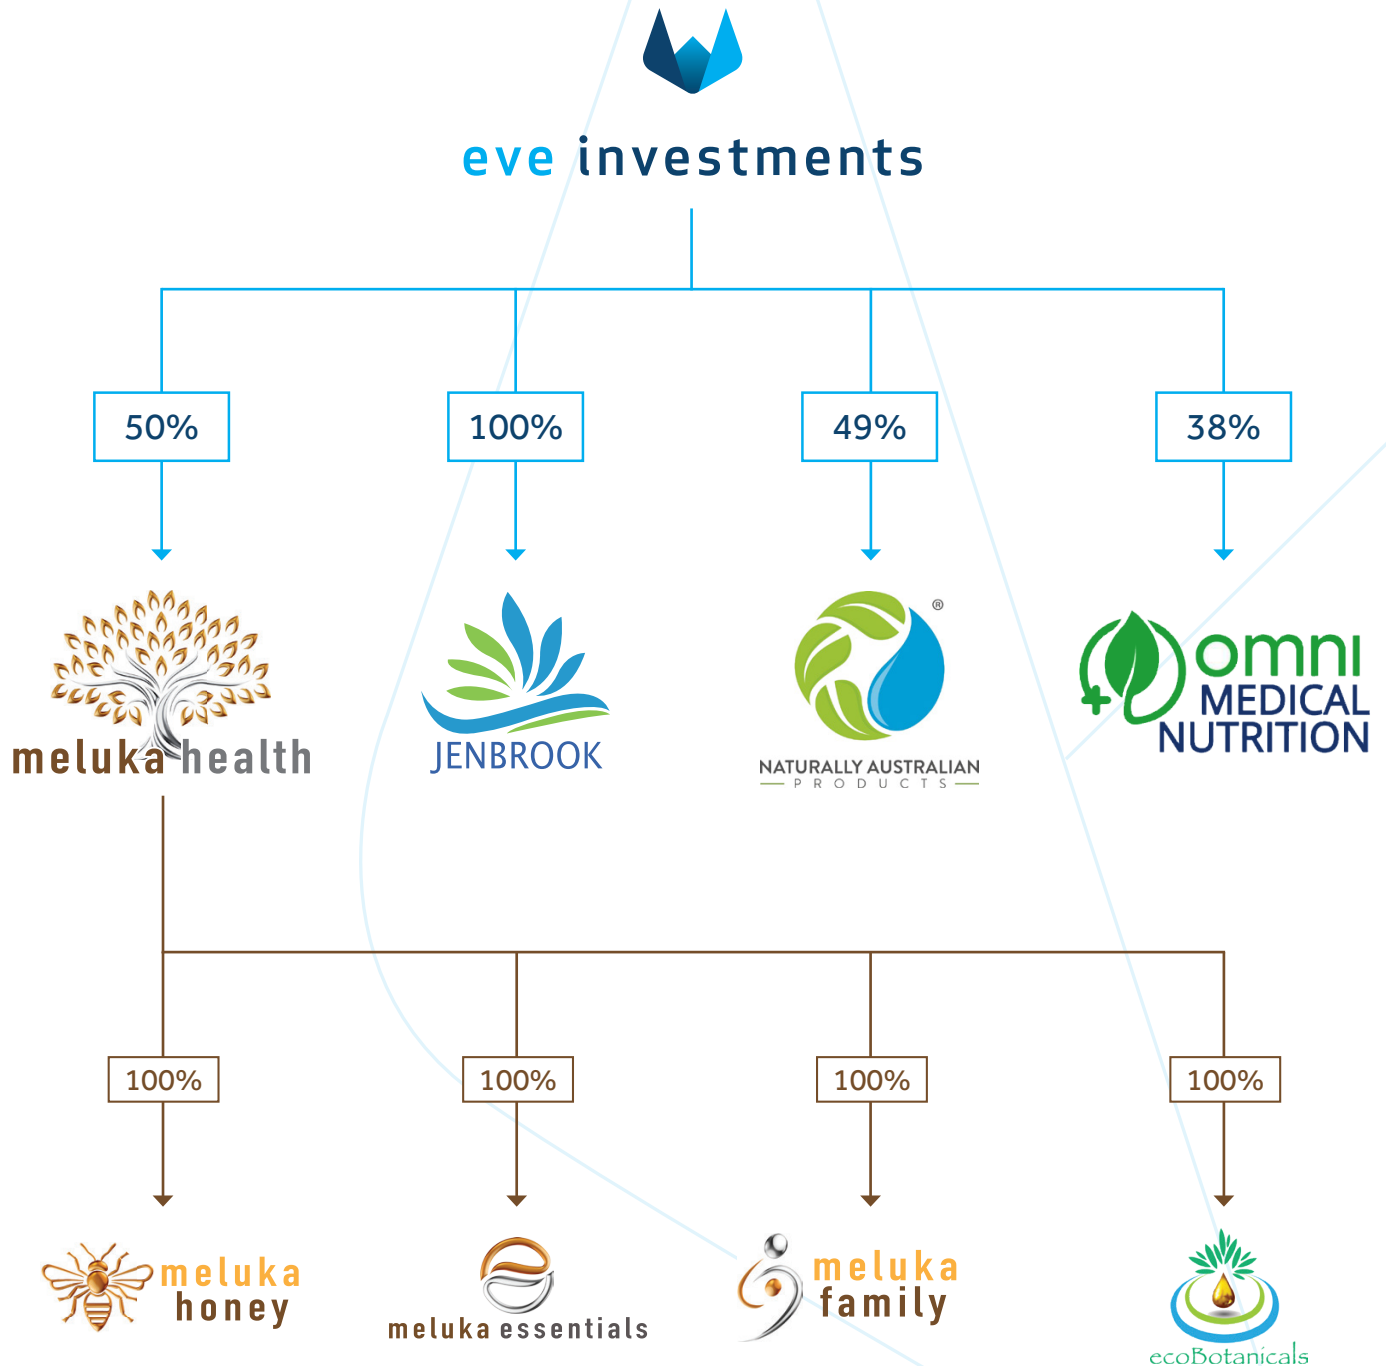 eve investments
50%
100%
49%
38%
meluka health
JENBROOK
®
NATURALLY AUSTRALIAN
PRODUCTS
omni
MEDICAL
NUTRITION
100%
100%
100%
100%
meluka
honey
meluka essentials
meluka
family
ecoBotanicals